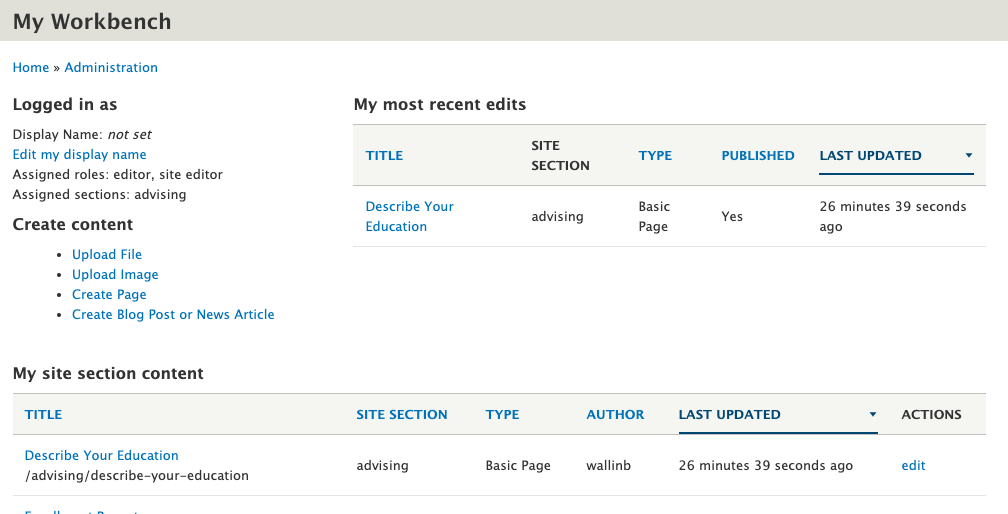 My Workbench
Home » Administration
Logged in as
Display Name: not set
Edit my display name
Assigned roles: editor, site editor
Assigned sections: advising
Create content
Upload File
Upload Image
Create Page
Create Blog Post or News Article
My most recent edits
TITLE SITE SECTION TYPE PUBLISHED LAST UPDATED
Describe Your Education advising Basic Page Yes 26 minutes 39 seconds ago
My site section content
TITLE SITE SECTION TYPE AUTHOR LAST UPDATED ACTIONS
Describe Your Education
/advising/describe-your-education advising Basic Page wallinb 26 minutes 39 seconds ago edit